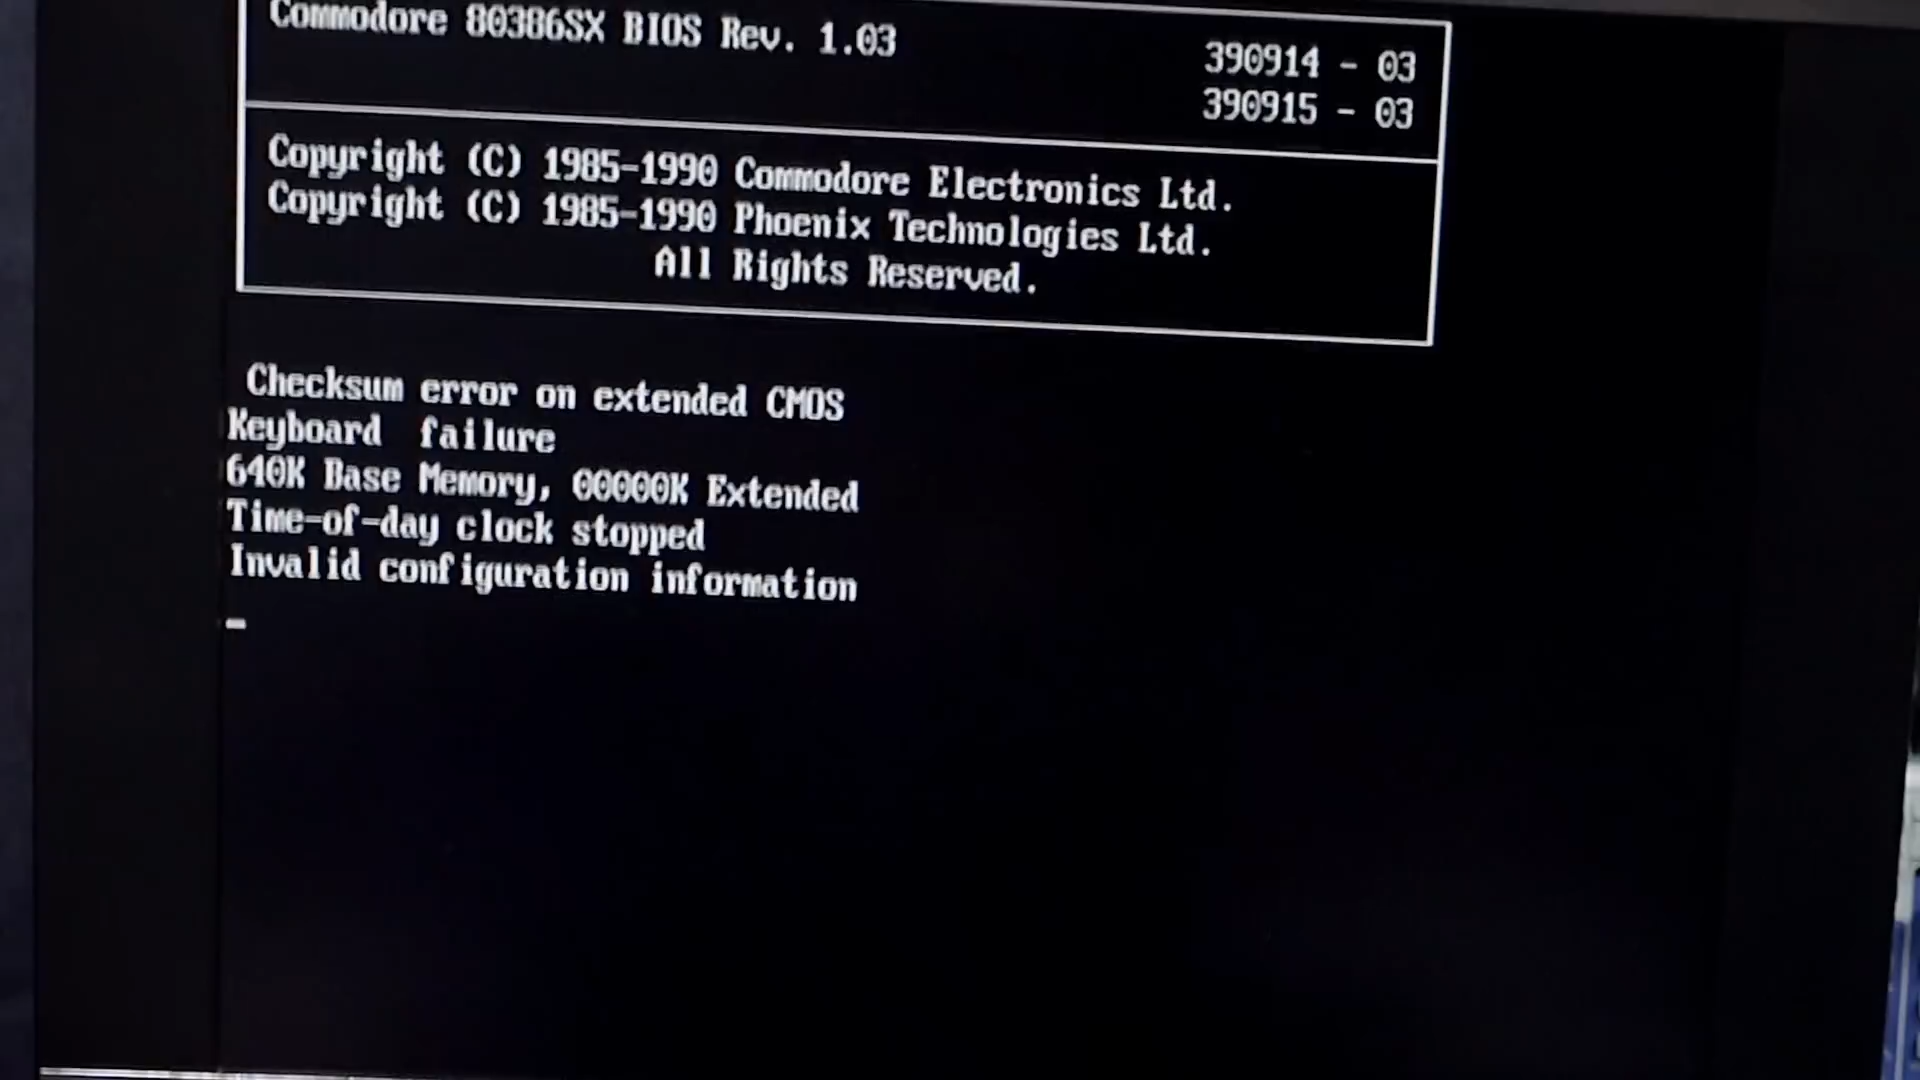 Commodore 80386SX BIOS Rev. 1.03
390914 - 03
390915 - 03
Copyright (C) 1985-1990 Commodore Electronics Ltd.
Copyright (C) 1985-1990 Phoenix Technologies Ltd.
All Rights Reserved.
Checksum error on extended CMOS
Keyboard failure
640K Base Memory, 00000K Extended
Time-of-day clock stopped
Invalid configuration information